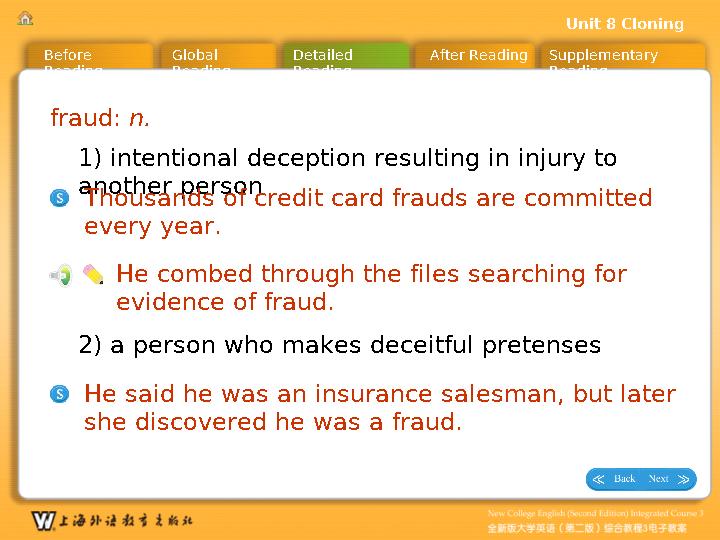 Unit 8 Cloning
Before Reading
Global Reading
Detailed Reading
After Reading
Supplementary Reading
fraud: n.
1) intentional deception resulting in injury to
another person
Thousands of credit card frauds are committed
every year.
He combed through the files searching for
evidence of fraud.
2) a person who makes deceitful pretenses
S
He said he was an insurance salesman, but later
she discovered he was a fraud.
Back Next
上海外语教育出版社
New College English (Second Edition) Integrated Course 3
全新版大学英语（第二版）综合教程3电子教案